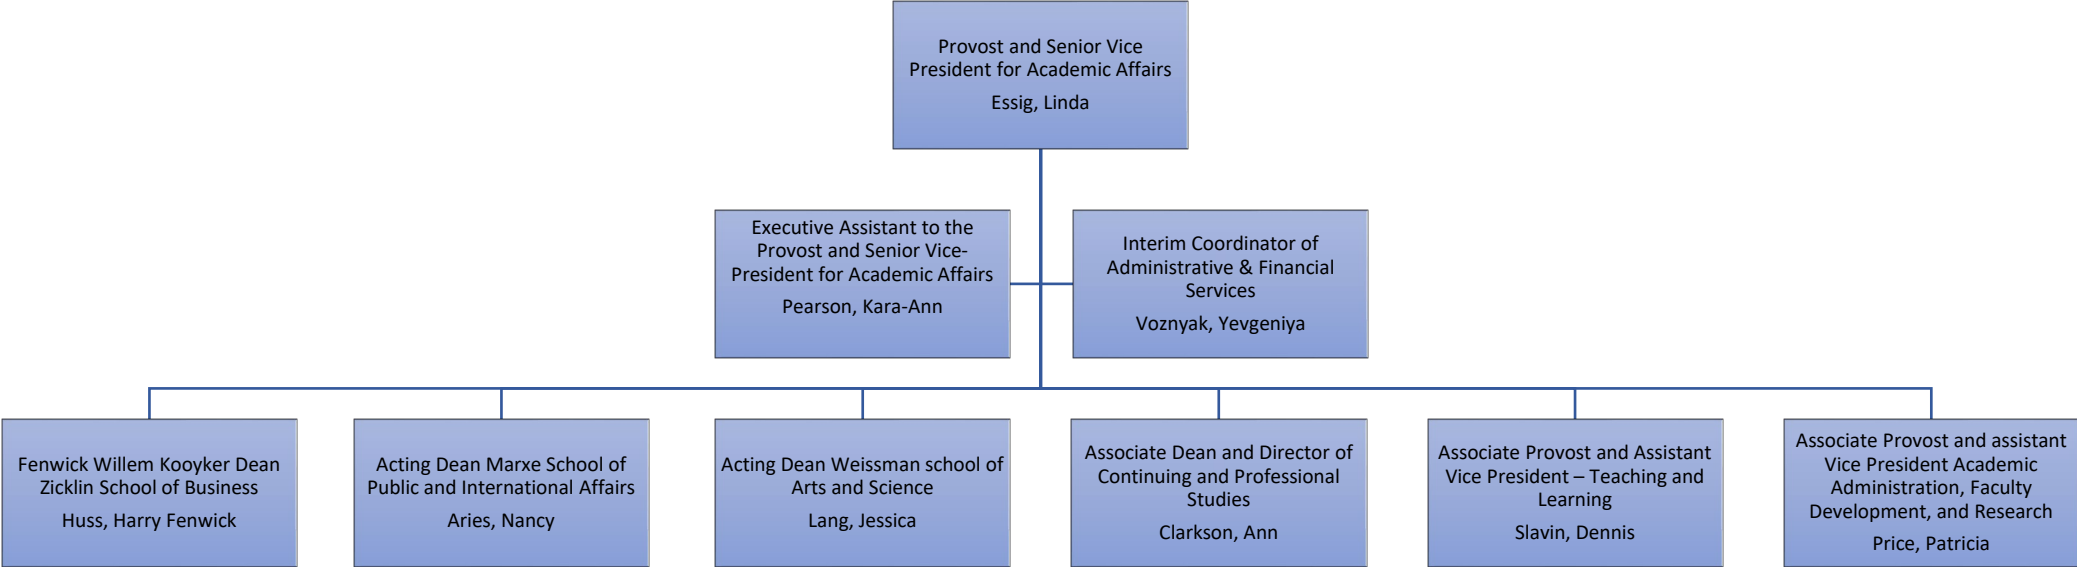 Provost and Senior Vice
President for Academic Affairs
Essig, Linda
Executive Assistant to the
Provost and Senior Vice-
President for Academic Affairs
Pearson, Kara-Ann
Interim Coordinator of
Administrative & Financial
Services
Voznyak, Yevgeniya
Fenwick Willem Kooyker Dean
Zicklin School of Business
Huss, Harry Fenwick
Acting Dean Marxe School of
Public and International Affairs
Aries, Nancy
Acting Dean Weissman school of
Arts and Science
Lang, Jessica
Associate Dean and Director of
Continuing and Professional
Studies
Clarkson, Ann
Associate Provost and Assistant
Vice President – Teaching and
Learning
Slavin, Dennis
Associate Provost and assistant
Vice President Academic
Administration, Faculty
Development, and Research
Price, Patricia